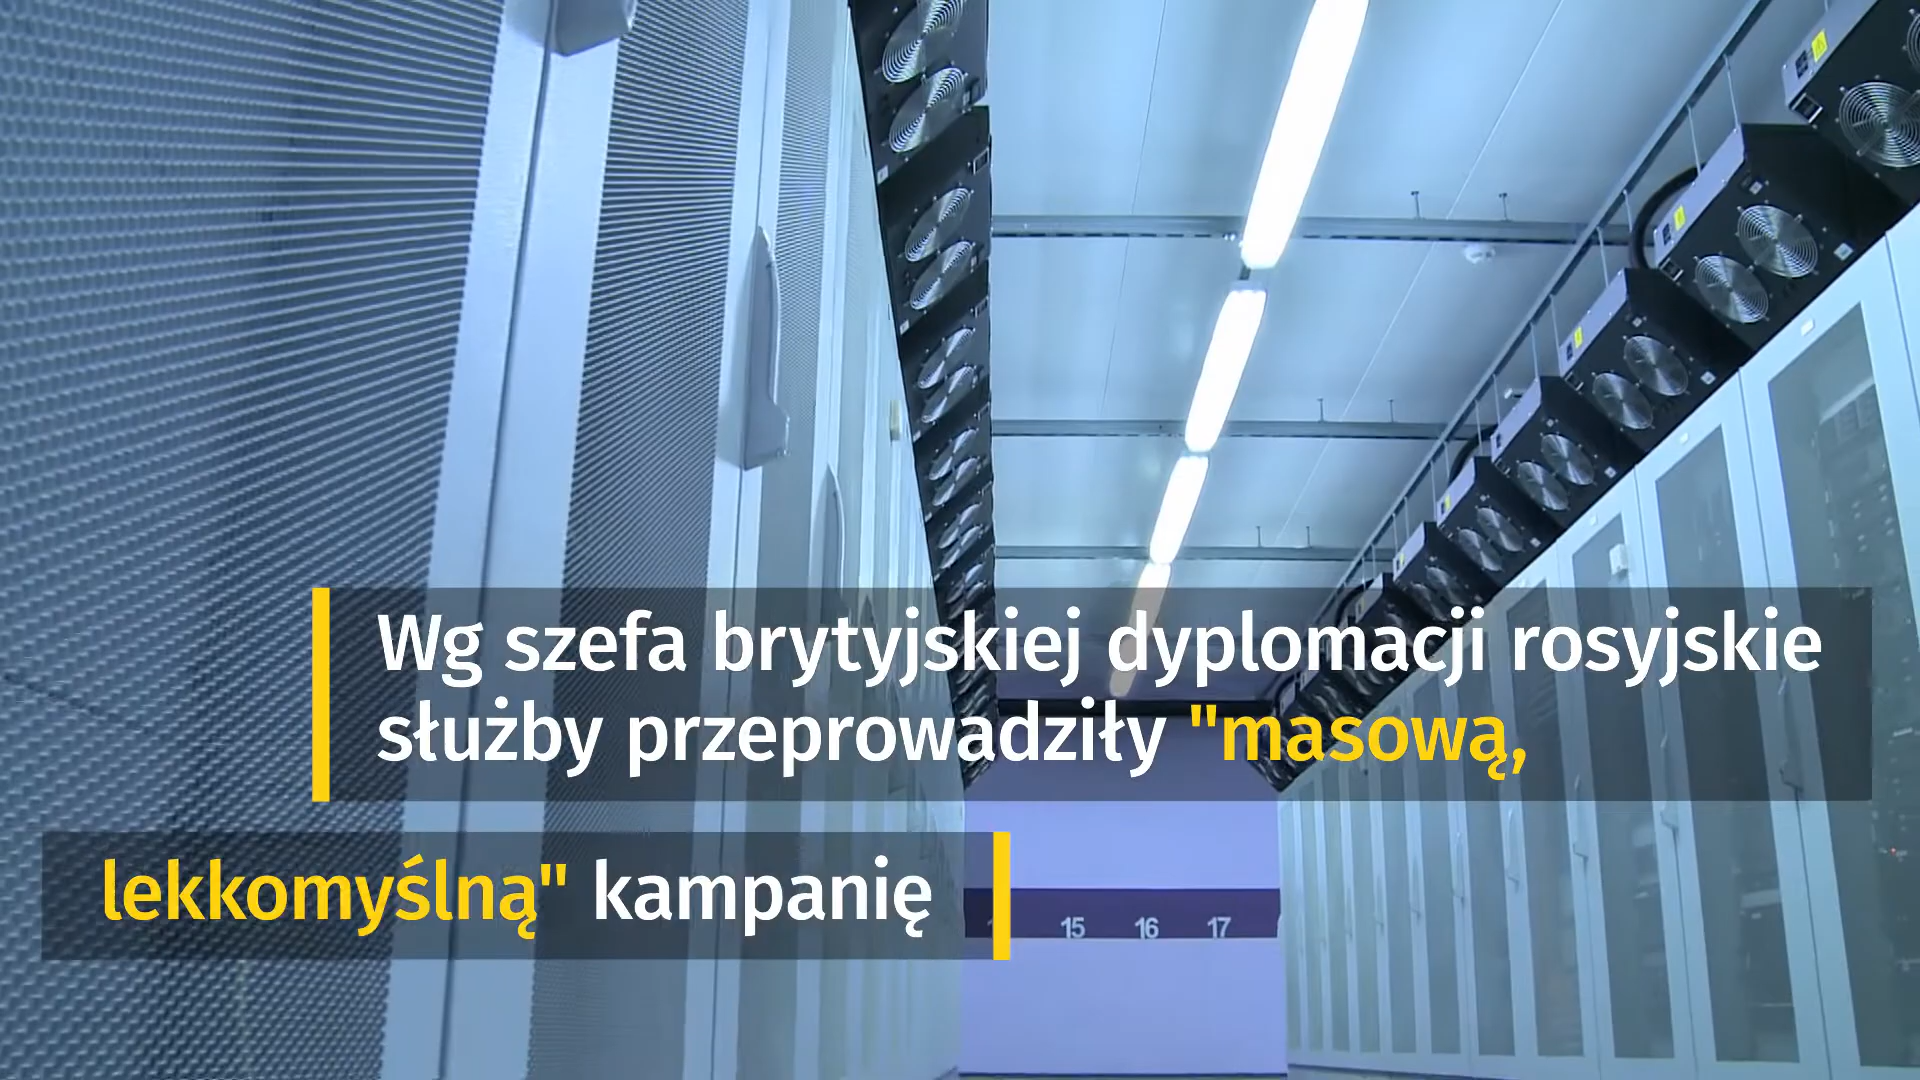 Wg szefa brytyjskiej dyplomacji rosyjskie
służby przeprowadziły "masową,
lekkomyślną" kampanię
15 16 17